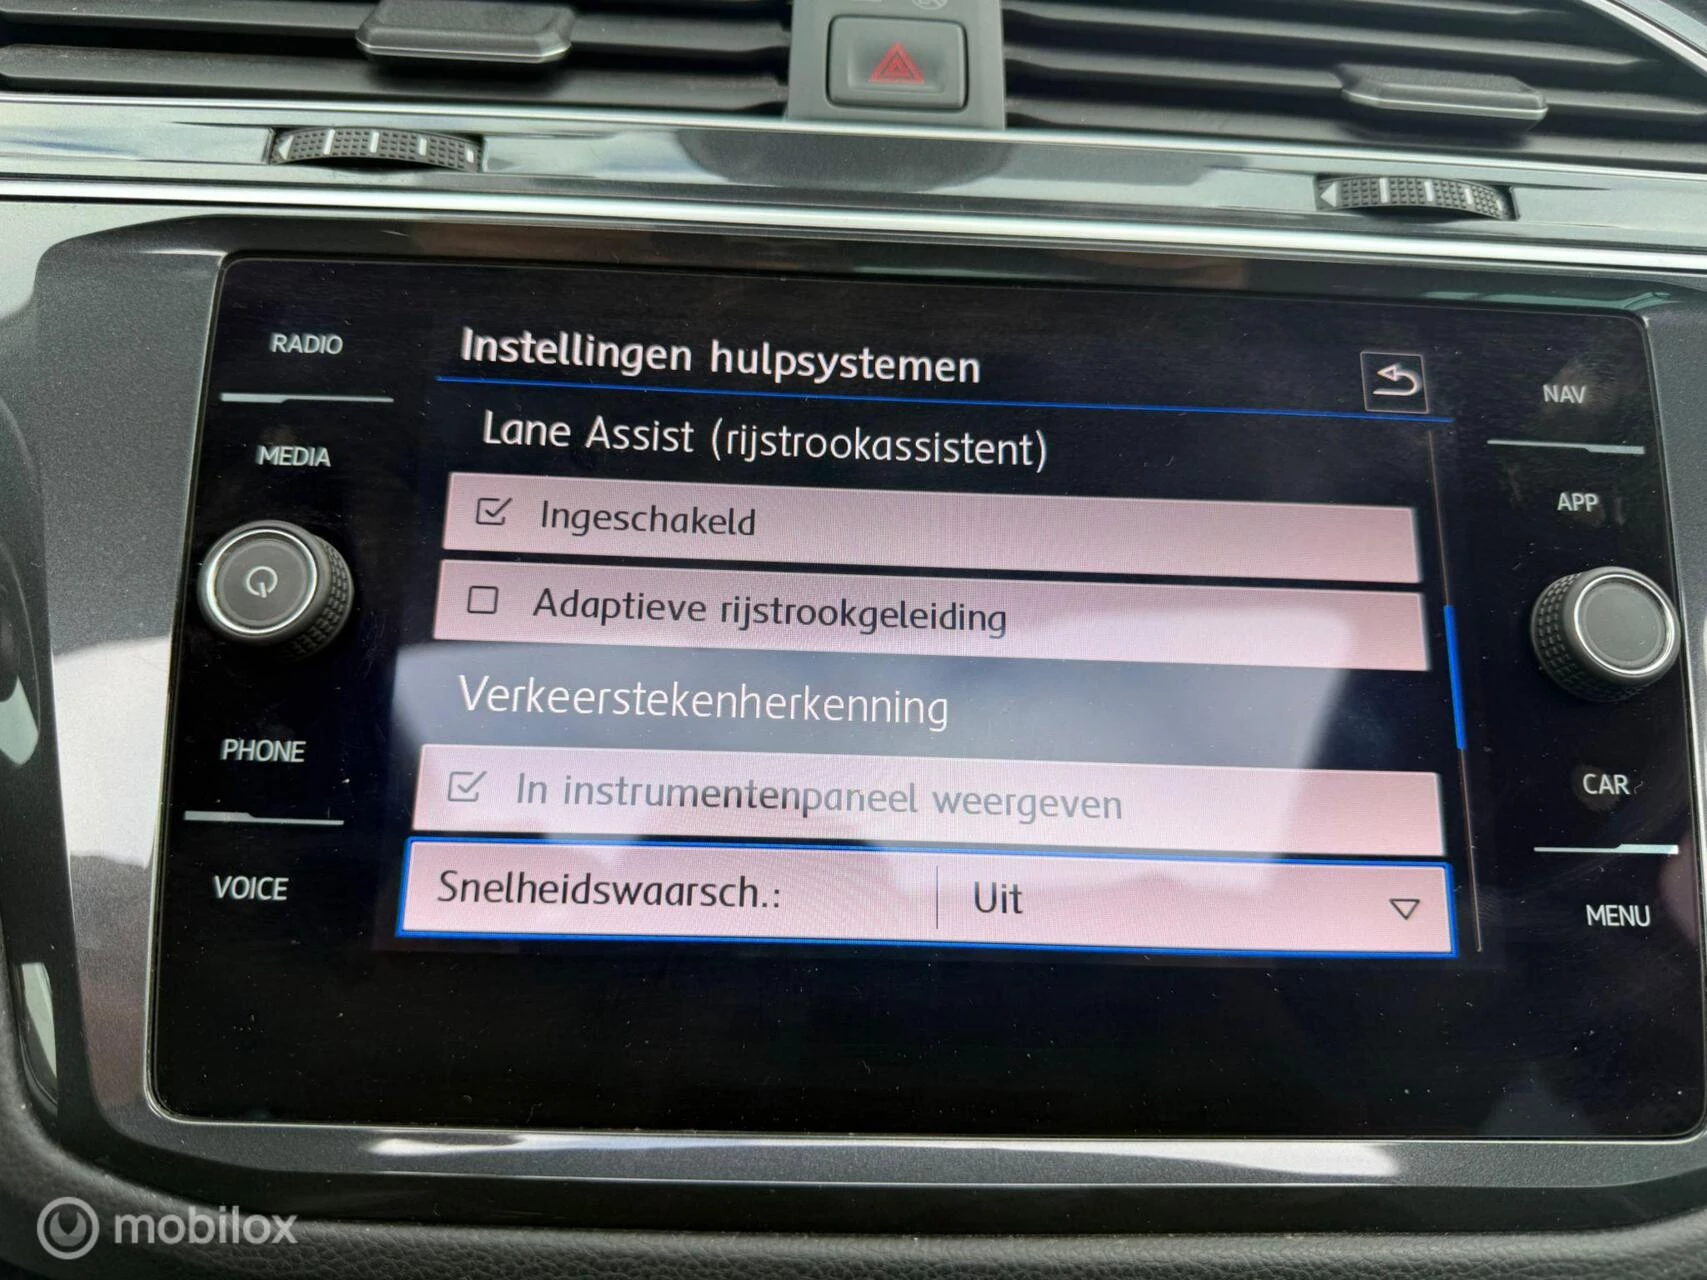 Instellingen hulpsystemen
Lane Assist (rijstrookassistent)
Ingeschakeld
Adaptieve rijstrookgeleiding
Verkeerstekenherkenning
In instrumentenpaneel weergeven
Snelheidswaarsch.: Uit
RADIO
MEDIA
PHONE
VOICE
NAV
APP
CAR
MENU
mobilox